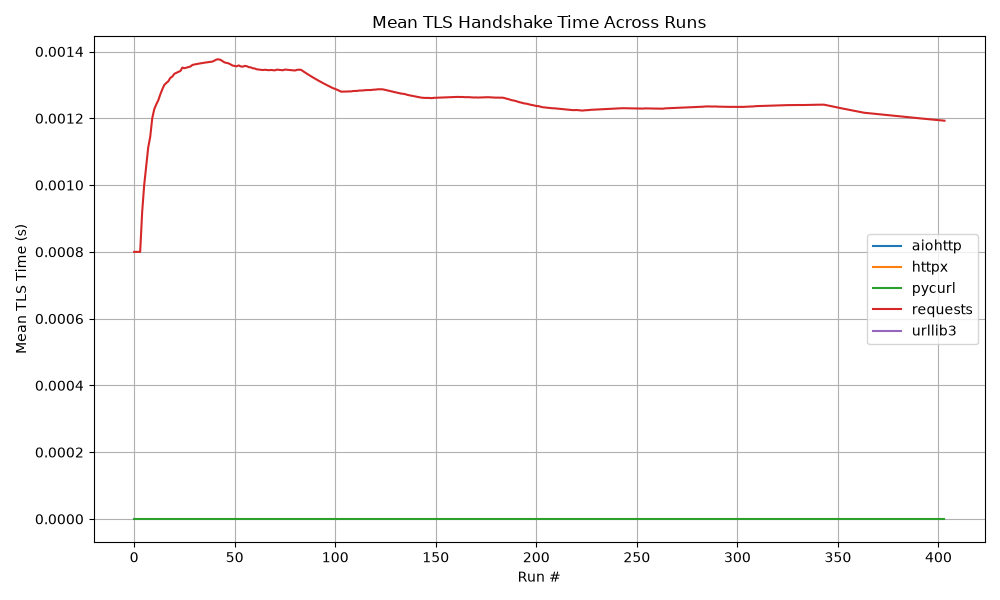 Mean TLS Handshake Time Across Runs
0.0014
0.0012
0.0010
0.0008
0.0006
0.0004
0.0002
0.0000
Mean TLS Time (s)
aiohttp
httpx
pycurl
requests
urllib3
0 50 100 150 200 250 300 350 400
Run #